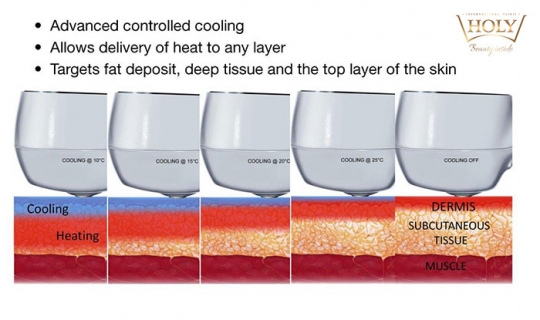 • Advanced controlled cooling
• Allows delivery of heat to any layer
• Targets fat deposit, deep tissue and the top layer of the skin
HOLY
Beauty inside
COOLING @ 10°C
COOLING @ 15°C
COOLING @ 20°C
COOLING @ 25°C
COOLING OFF
Cooling
Heating
DERMIS
SUBCUTANEOUS
TISSUE
MUSCLE